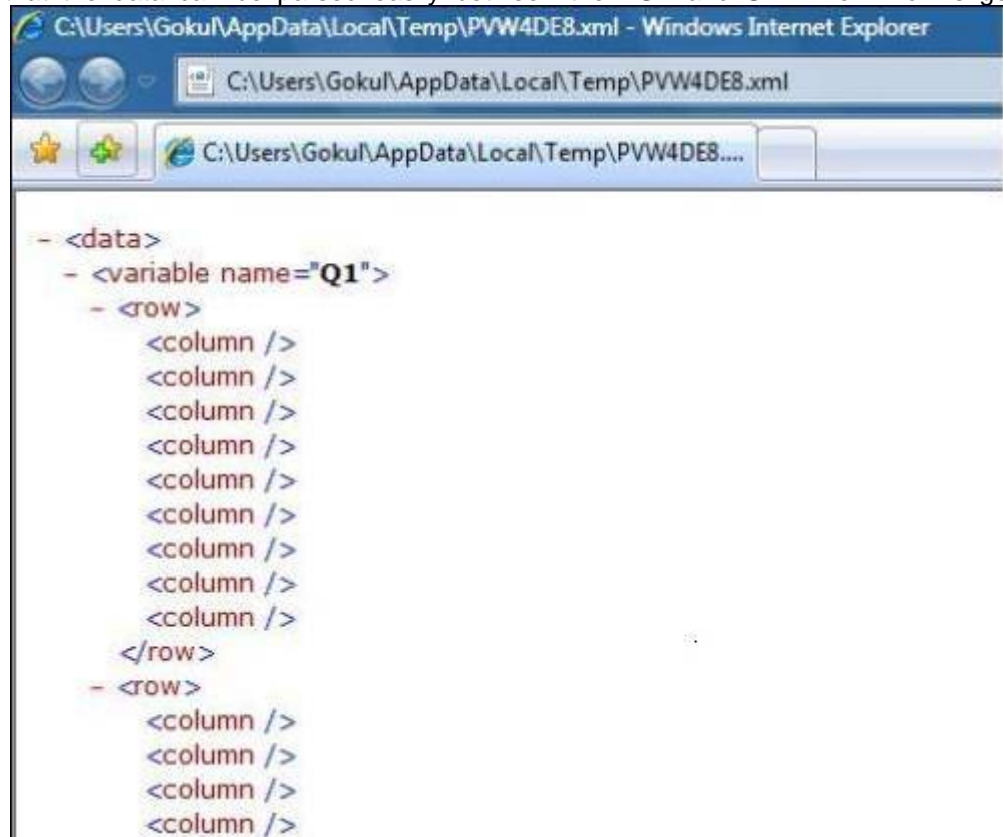 C:\Users\Gokul\AppData\Local\Temp\PVW4DE8.xml - Windows Internet Explorer
C:\Users\Gokul\AppData\Local\Temp\PVW4DE8.xml
C:\Users\Gokul\AppData\Local\Temp\PVW4DE8....
- <data>
- <variable name="Q1">
- <row>
<column />
<column />
<column />
<column />
<column />
<column />
<column />
<column />
<column />
</row>
- <row>
<column />
<column />
<column />
<column />